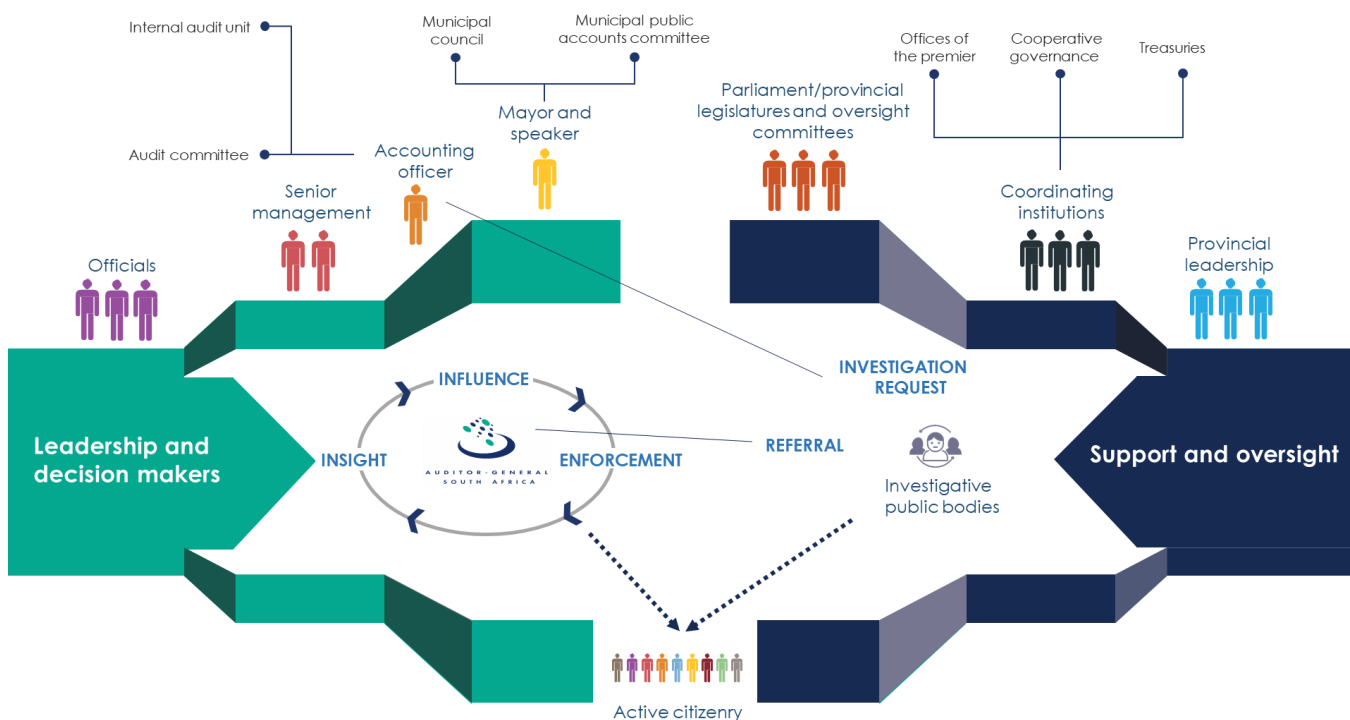 Internal audit unit
Audit committee
Municipal
council
Municipal public
accounts committee
Mayor and
speaker
Accounting
officer
Senior
management
Officials
Parliament/provincial
legislatures and oversight
committees
Offices of
the premier
Cooperative
governance
Treasuries
Coordinating
institutions
Provincial
leadership
Leadership and
decision makers
INFLUENCE
INSIGHT
ENFORCEMENT
AUDITOR-GENERAL
SOUTH AFRICA
INVESTIGATION
REQUEST
REFERRAL
Investigative
public bodies
Support and oversight
Active citizenry